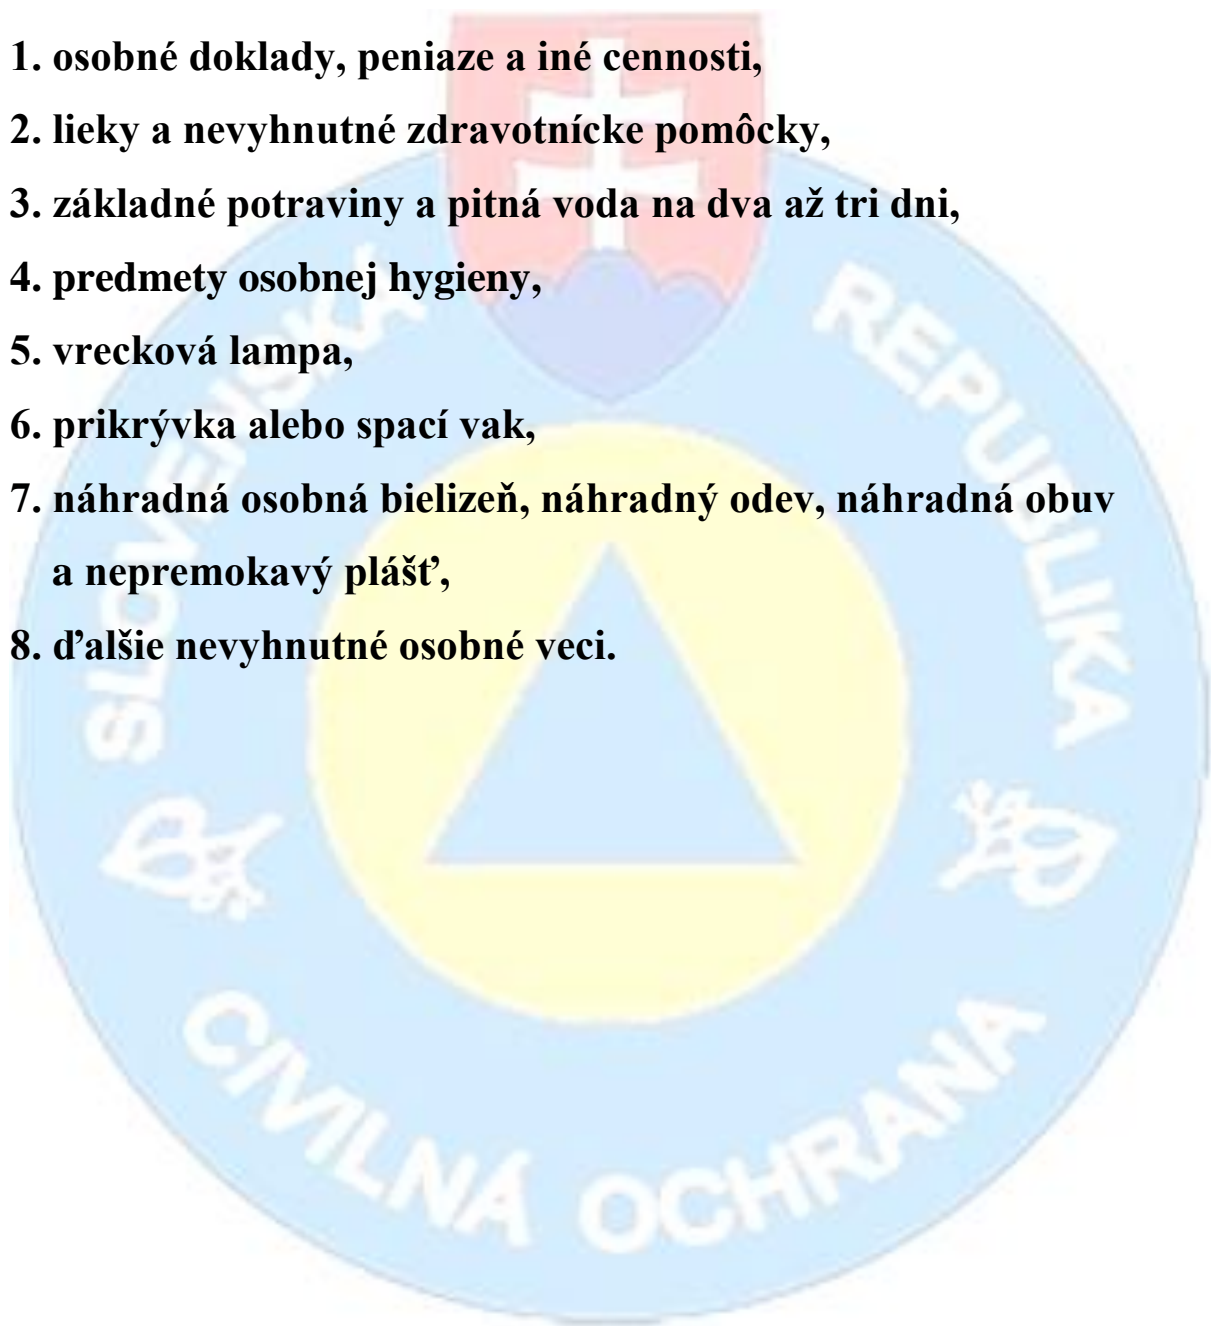 1. osobné doklady, peniaze a iné cennosti,
2. lieky a nevyhnutné zdravotnícke pomôcky,
3. základné potraviny a pitná voda na dva až tri dni,
4. predmety osobnej hygieny,
5. vrecková lampa,
6. prikrývka alebo spací vak,
7. náhradná osobná bielizeň, náhradný odev, náhradná obuv
a nepremokavý plášť,
8. ďalšie nevyhnutné osobné veci.
SLOVENSKÁ REPUBLIKA
CIVILNÁ OCHRANA